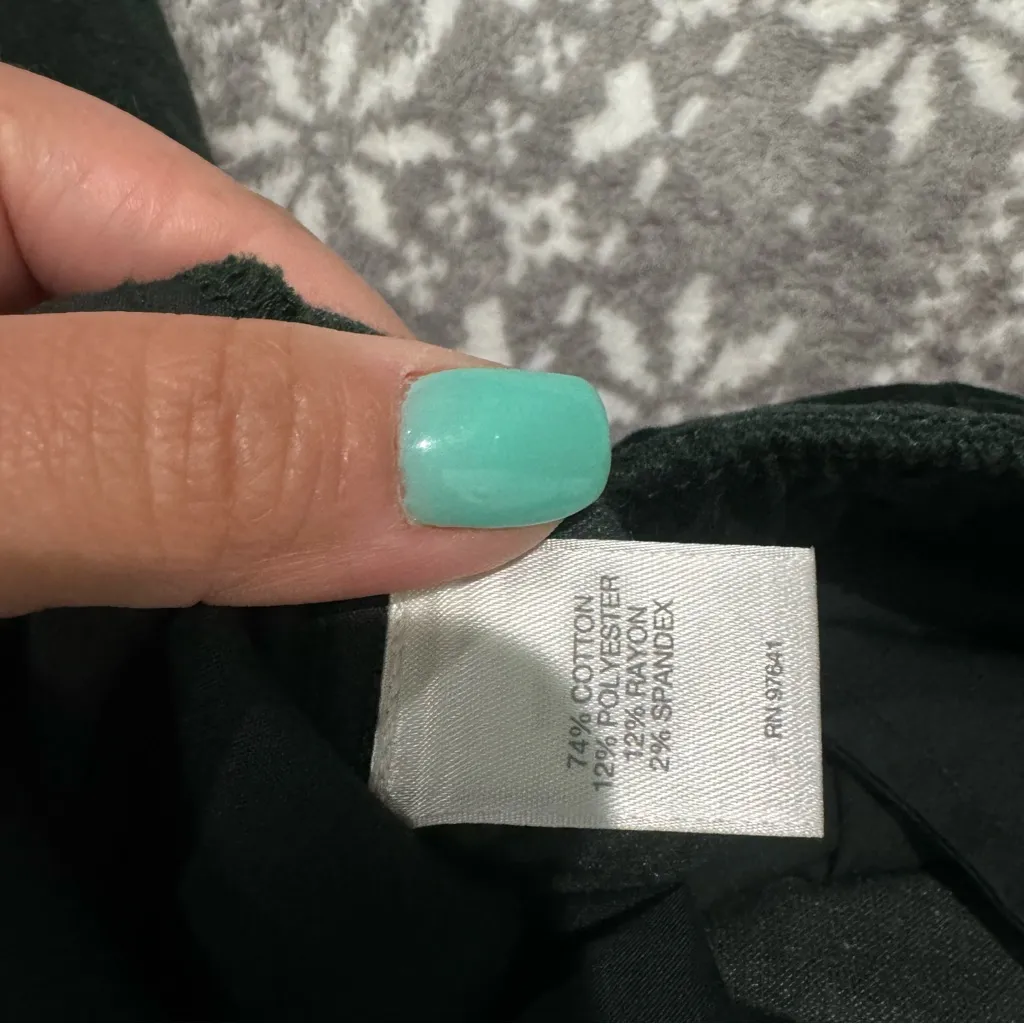 74% COTTON
12% POLYESTER
12% RAYON
2% SPANDEX
RN 97641